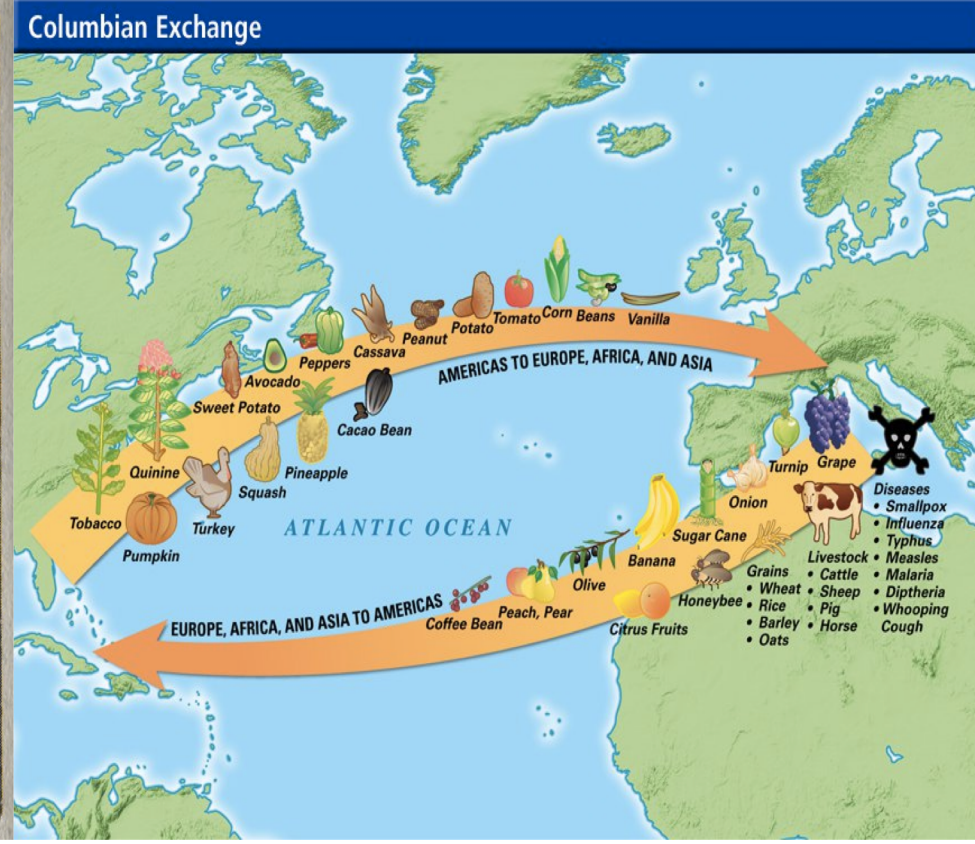 Columbian Exchange
Tobacco
Quinine
Pumpkin
Turkey
Sweet Potato
Squash
Avocado
Pineapple
Peppers
Cassava
Cacao Bean
Peanut
Potato
Tomato
Corn
Beans
Vanilla
AMERICAS TO EUROPE, AFRICA, AND ASIA
ATLANTIC OCEAN
EUROPE, AFRICA, AND ASIA TO AMERICAS
Coffee Bean
Peach, Pear
Olive
Citrus Fruits
Banana
Sugar Cane
Honeybee
Onion
Turnip
Grape
Grains
• Wheat
• Rice
• Barley
• Oats
Livestock
• Cattle
• Sheep
• Pig
• Horse
Diseases
• Smallpox
• Influenza
• Typhus
• Measles
• Malaria
• Diptheria
• Whooping
Cough